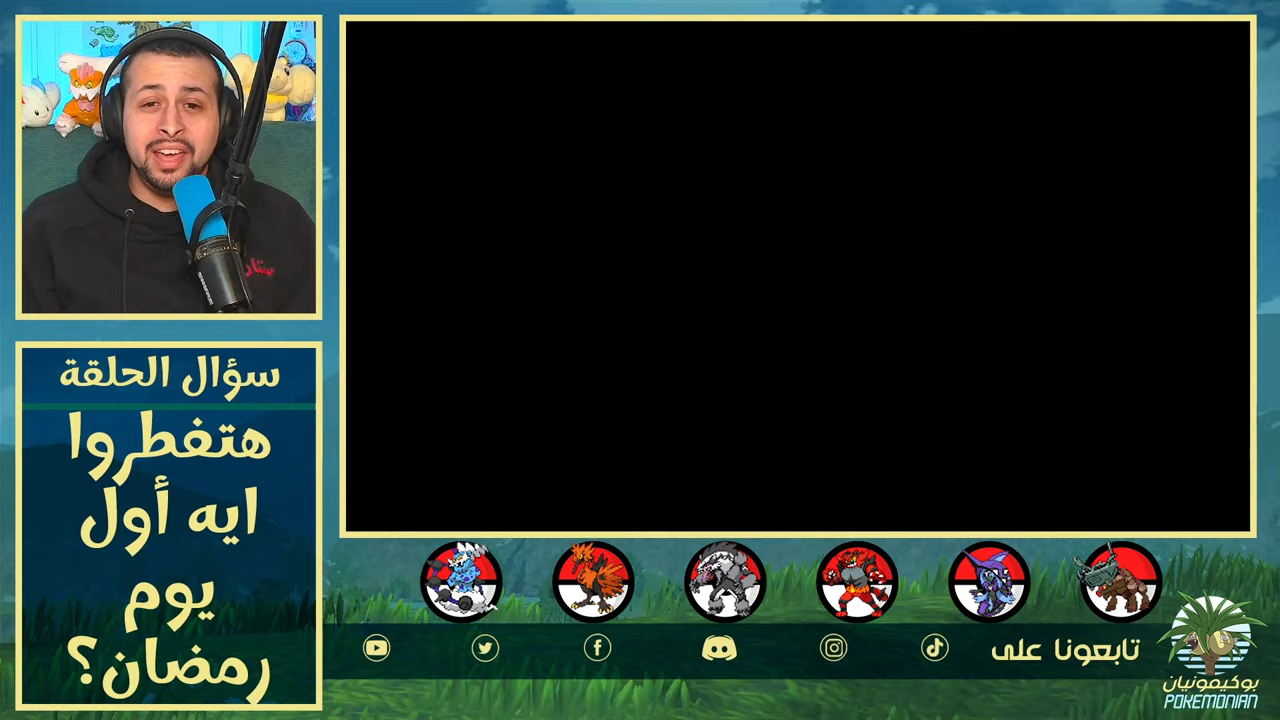 سؤال الحلقة
هتفطروا
ايه أول
يوم
رمضان؟
تابعونا على
بوكيمونيان
POKEMONIAN